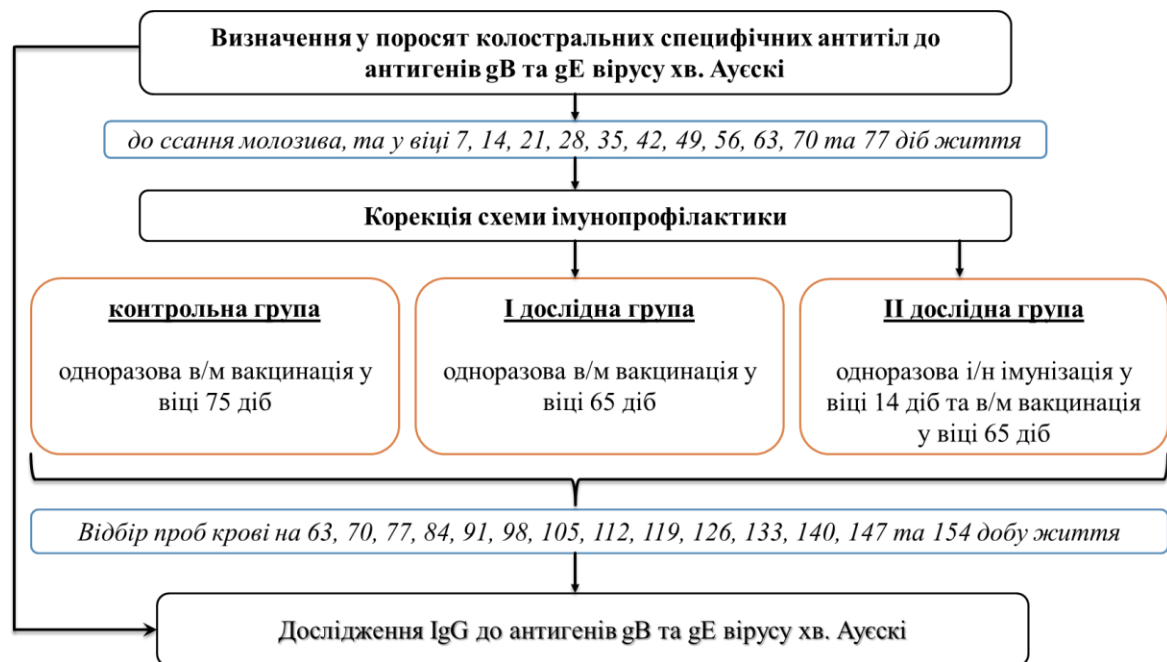 Визначення у поросят колостральних специфічних антитіл до
антигенів gB та gE вірусу хв. Ауєскі
до ссання молозива, та у віці 7, 14, 21, 28, 35, 42, 49, 56, 63, 70 та 77 діб життя
Корекція схеми імунопрофілактики
контрольна група
одноразова в/м вакцинація у
віці 75 діб
І дослідна група
одноразова в/м вакцинація у
віці 65 діб
ІІ дослідна група
одноразова і/н імунізація у
віці 14 діб та в/м вакцинація
у віці 65 діб
Відбір проб крові на 63, 70, 77, 84, 91, 98, 105, 112, 119, 126, 133, 140, 147 та 154 добу життя
Дослідження IgG до антигенів gB та gE вірусу хв. Ауєскі